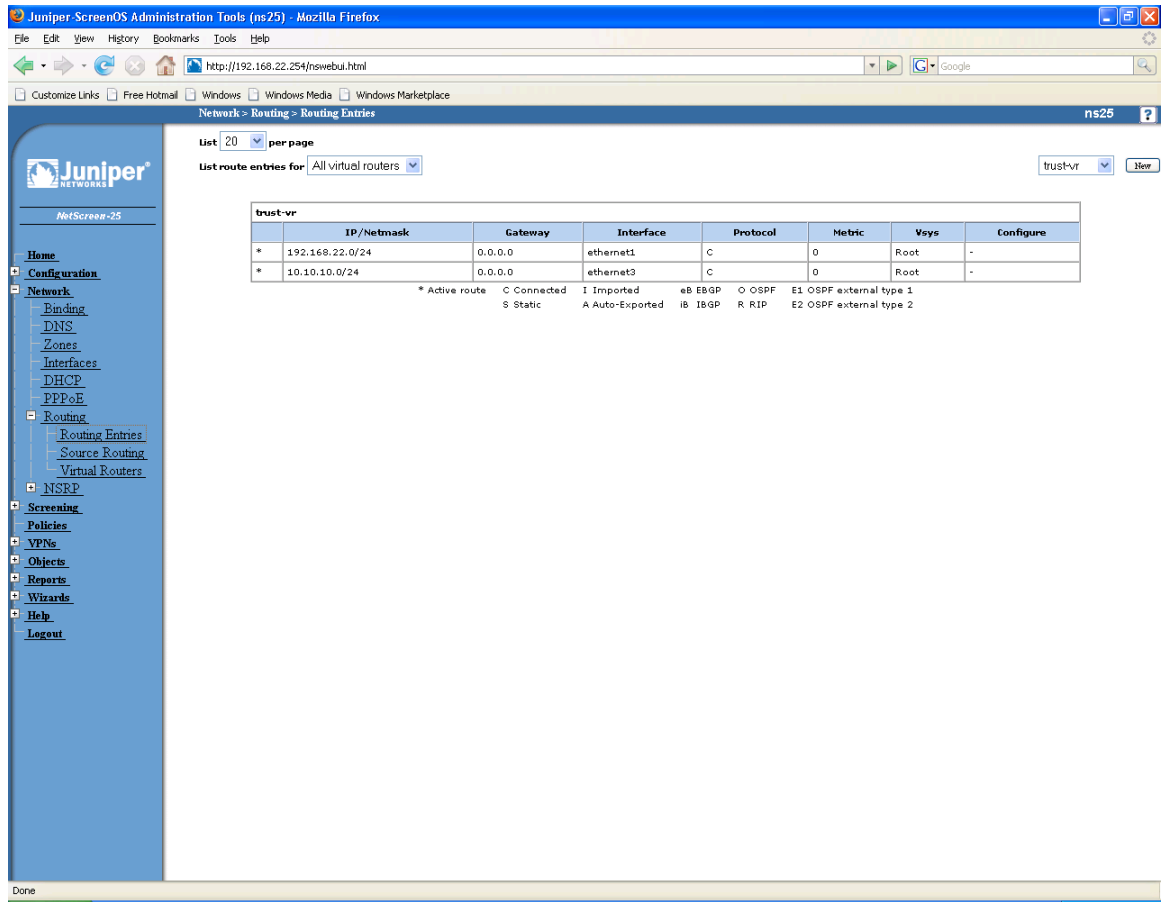 Juniper-ScreenOS Administration Tools (ns25) - Mozilla Firefox
File Edit View History Bookmarks Tools Help
http://192.168.22.254/nswebui.html G Google
Customize Links Free Hotmail Windows Windows Media Windows Marketplace
Network > Routing > Routing Entries ns25 ?
List 20 per page
List route entries for All virtual routers trust-vr New
Juniper®
NETWORKS
NetScreen-25
Home
Configuration
Network
Binding
DNS
Zones
Interfaces
DHCP
PPPoE
Routing
Routing Entries
Source Routing
Virtual Routers
NSRP
Screening
Policies
VPNs
Objects
Reports
Wizards
Help
Logout
trust-vr
IP/Netmask Gateway Interface Protocol Metric Vsys Configure
* 192.168.22.0/24 0.0.0.0 ethernet1 C 0 Root -
* 10.10.10.0/24 0.0.0.0 ethernet3 C 0 Root -
* Active route C Connected I Imported eB EBGP O OSPF E1 OSPF external type 1
S Static A Auto-Exported iB IBGP R RIP E2 OSPF external type 2
Done